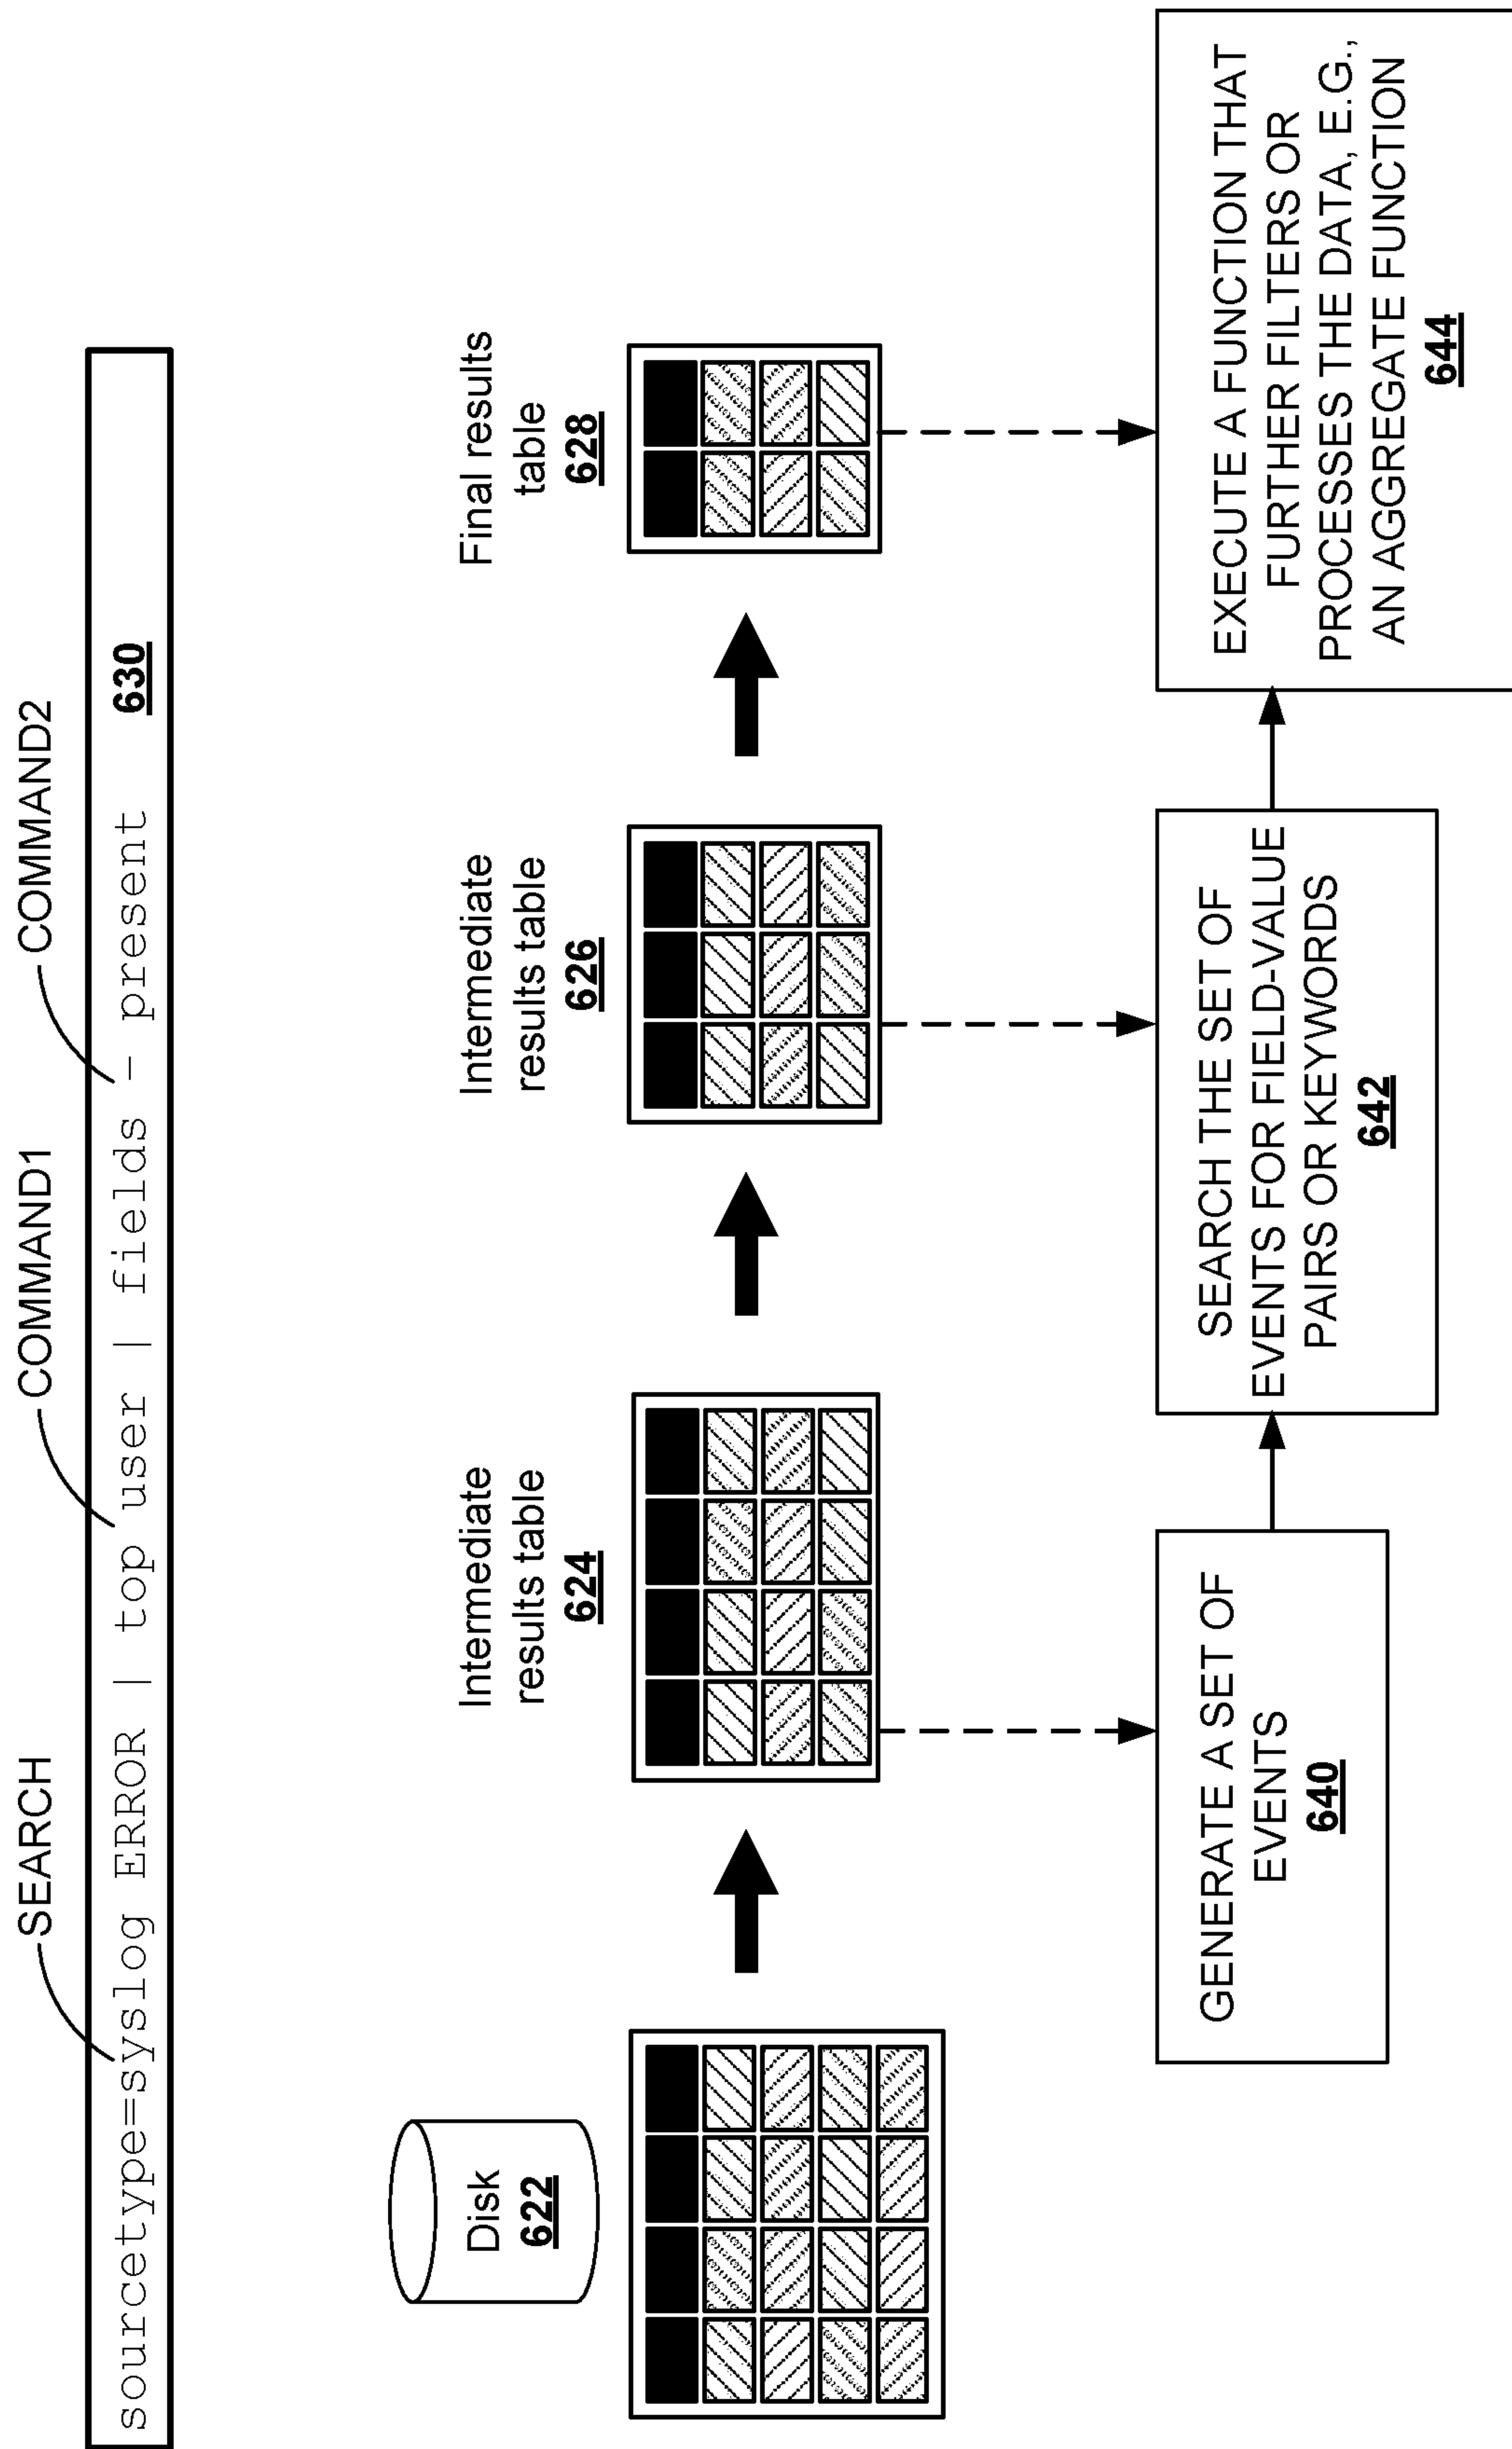 SEARCH
COMMAND1
COMMAND2
sourcetype=syslog ERROR | top user | fields – present 630
Disk
622
Intermediate
results table
624
Intermediate
results table
626
Final results
table
628
GENERATE A SET OF
EVENTS
640
SEARCH THE SET OF
EVENTS FOR FIELD-VALUE
PAIRS OR KEYWORDS
642
EXECUTE A FUNCTION THAT
FURTHER FILTERS OR
PROCESSES THE DATA, E.G.,
AN AGGREGATE FUNCTION
644